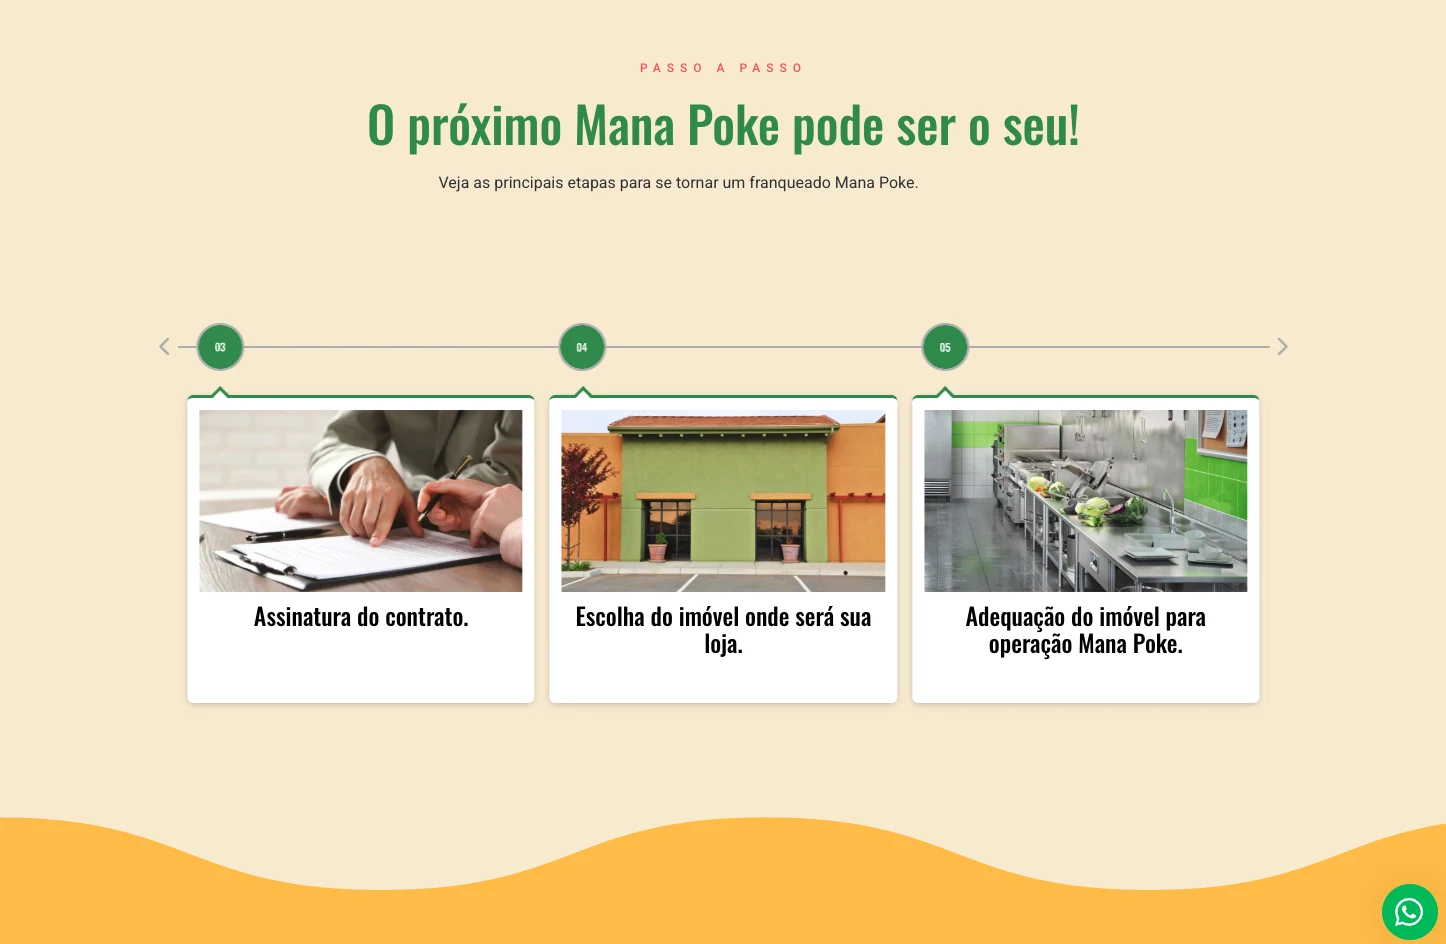 PASSO A PASSO
O próximo Mana Poke pode ser o seu!
Veja as principais etapas para se tornar um franqueado Mana Poke.
03
04
05
Assinatura do contrato.
Escolha do imóvel onde será sua
loja.
Adequação do imóvel para
operação Mana Poke.